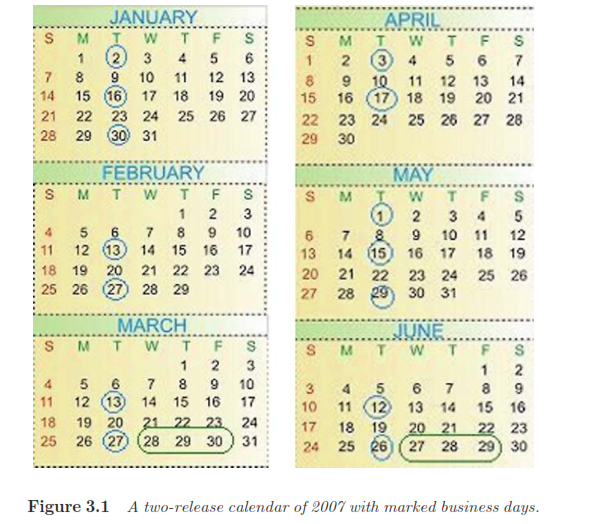 JANUARY
S M T W T F S
1 2 3 4 5 6
7 8 9 10 11 12 13
14 15 16 17 18 19 20
21 22 23 24 25 26 27
28 29 30 31
FEBRUARY
S M T W T F S
1 2 3
4 5 6 7 8 9 10
11 12 13 14 15 16 17
18 19 20 21 22 23 24
25 26 27 28 29
MARCH
S M T W T F S
1 2 3
4 5 6 7 8 9 10
11 12 13 14 15 16 17
18 19 20 21 22 23 24
25 26 27 28 29 30 31
APRIL
S M T W T F S
1 2 3 4 5 6 7
8 9 10 11 12 13 14
15 16 17 18 19 20 21
22 23 24 25 26 27 28
29 30
MAY
S M T W T F S
1 2 3 4 5
6 7 8 9 10 11 12
13 14 15 16 17 18 19
20 21 22 23 24 25 26
27 28 29 30 31
JUNE
S M T W T F S
1 2
3 4 5 6 7 8 9
10 11 12 13 14 15 16
17 18 19 20 21 22 23
24 25 26 27 28 29 30
Figure 3.1 A two-release calendar of 2007 with marked business days.